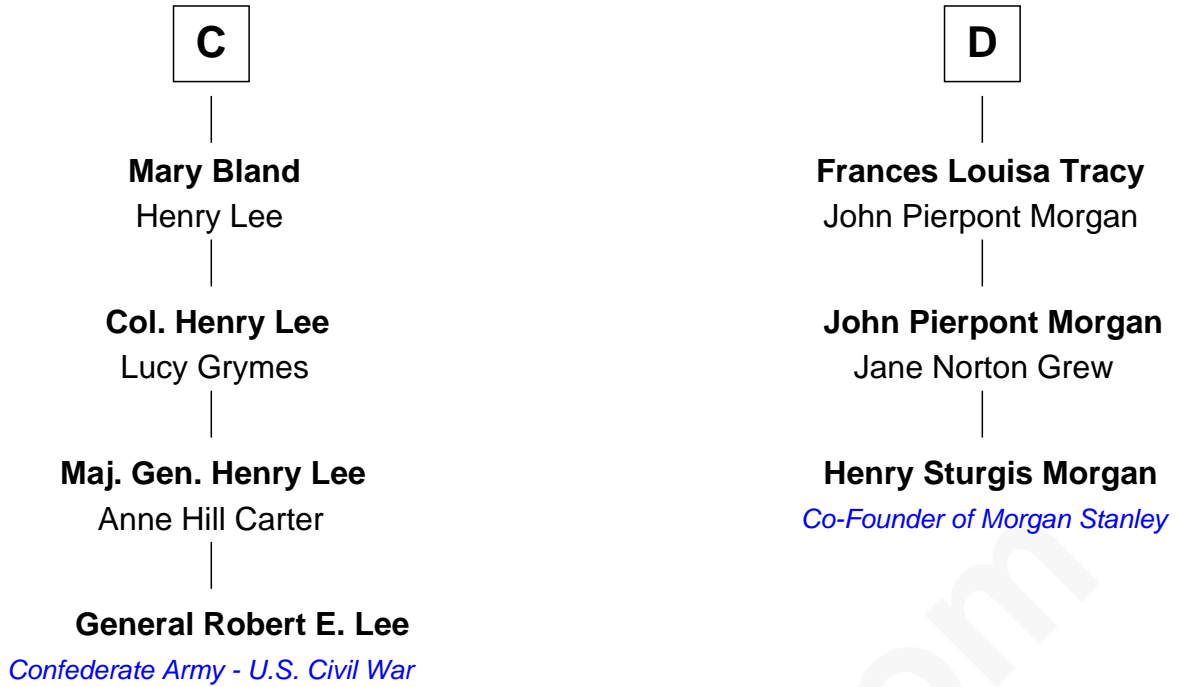 C
Mary Bland
Henry Lee
Col. Henry Lee
Lucy Grymes
Maj. Gen. Henry Lee
Anne Hill Carter
General Robert E. Lee
Confederate Army - U.S. Civil War
D
Frances Louisa Tracy
John Pierpont Morgan
John Pierpont Morgan
Jane Norton Grew
Henry Sturgis Morgan
Co-Founder of Morgan Stanley